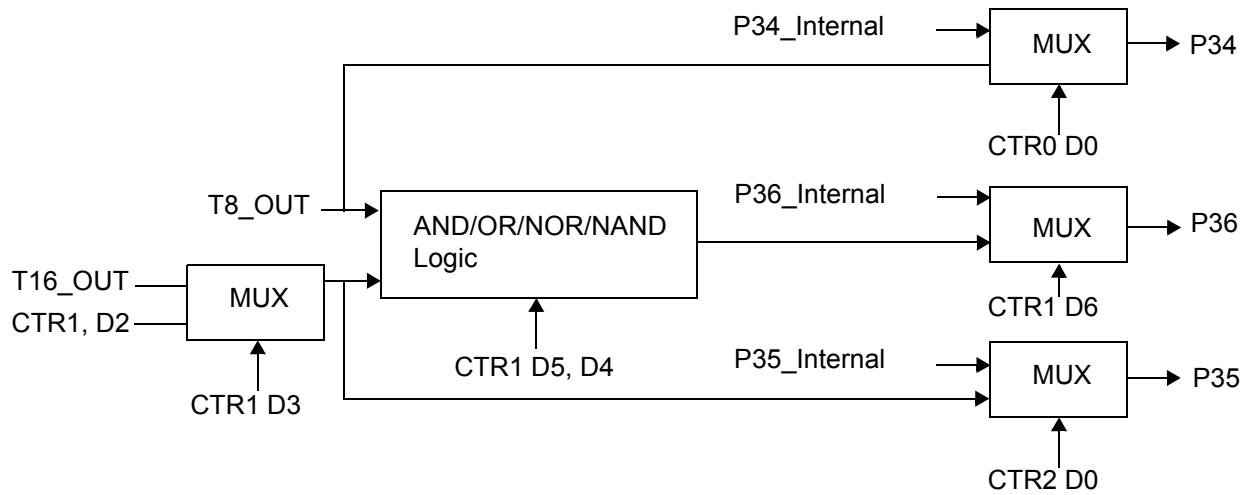 P34_Internal
MUX
P34
CTR0 D0
T8_OUT
AND/OR/NOR/NAND
Logic
P36_Internal
MUX
P36
CTR1 D6
T16_OUT
CTR1, D2
MUX
CTR1 D3
CTR1 D5, D4
P35_Internal
MUX
P35
CTR2 D0